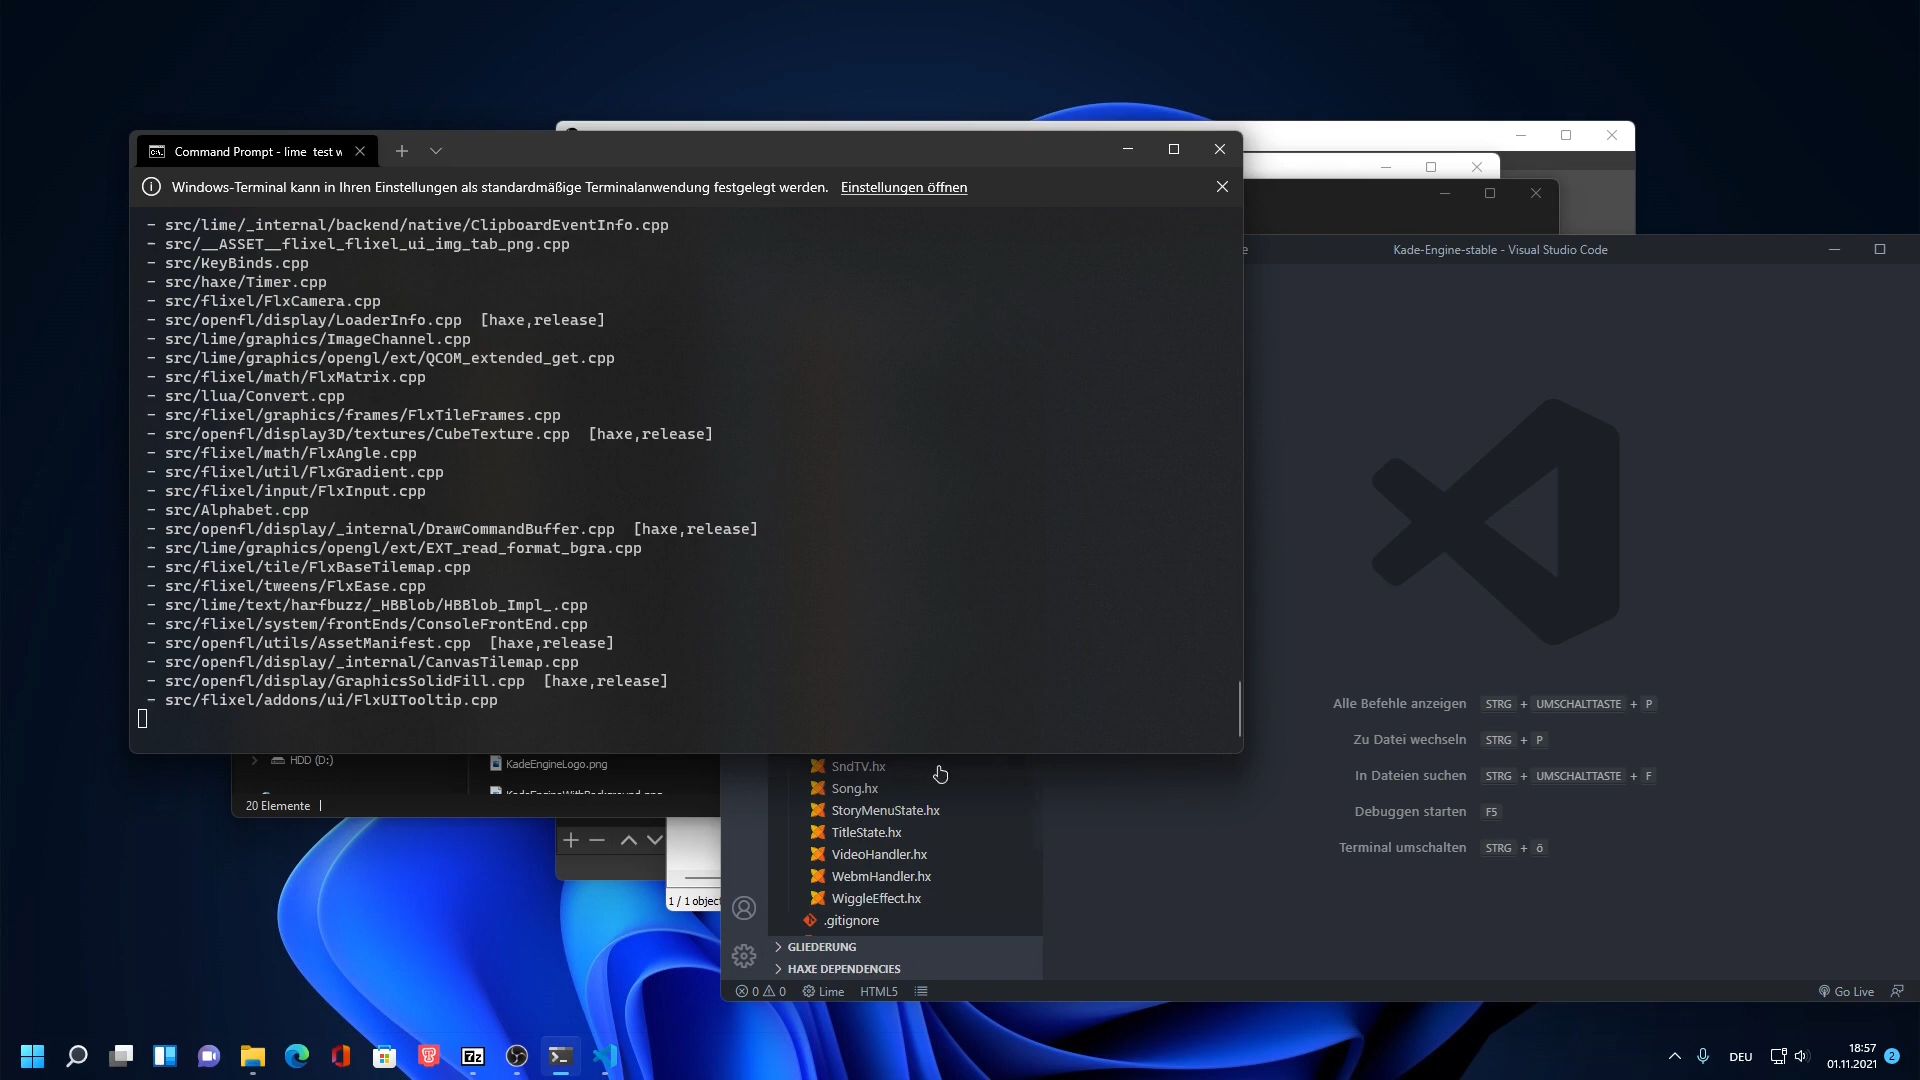 Command Prompt - lime  test w
Windows-Terminal kann in Ihren Einstellungen als standardmäßige Terminalanwendung festgelegt werden. Einstellungen öffnen
- src/lime/_internal/backend/native/ClipboardEventInfo.cpp
- src/__ASSET__flixel_flixel_ui_img_tab_png.cpp
- src/KeyBinds.cpp
- src/haxe/Timer.cpp
- src/flixel/FlxCamera.cpp
- src/openfl/display/LoaderInfo.cpp  [haxe,release]
- src/lime/graphics/ImageChannel.cpp
- src/lime/graphics/opengl/ext/QCOM_extended_get.cpp
- src/flixel/math/FlxMatrix.cpp
- src/llua/Convert.cpp
- src/flixel/graphics/frames/FlxTileFrames.cpp
- src/openfl/display3D/textures/CubeTexture.cpp  [haxe,release]
- src/flixel/math/FlxAngle.cpp
- src/flixel/util/FlxGradient.cpp
- src/flixel/input/FlxInput.cpp
- src/Alphabet.cpp
- src/openfl/display/_internal/DrawCommandBuffer.cpp  [haxe,release]
- src/lime/graphics/opengl/ext/EXT_read_format_bgra.cpp
- src/flixel/tile/FlxBaseTilemap.cpp
- src/flixel/tweens/FlxEase.cpp
- src/lime/text/harfbuzz/_HBBlob/HBBlob_Impl_.cpp
- src/flixel/system/frontEnds/ConsoleFrontEnd.cpp
- src/openfl/utils/AssetManifest.cpp  [haxe,release]
- src/openfl/display/_internal/CanvasTilemap.cpp
- src/openfl/display/GraphicsSolidFill.cpp  [haxe,release]
- src/flixel/addons/ui/FlxUITooltip.cpp
Kade-Engine-stable - Visual Studio Code
Alle Befehle anzeigen STRG + UMSCHALTTASTE + P
Zu Datei wechseln STRG + P
In Dateien suchen STRG + UMSCHALTTASTE + F
Debuggen starten F5
Terminal umschalten STRG + ö
HDD (D:)
KadeEngineLogo.png
20 Elemente
1 / 1 object
SndTV.hx
Song.hx
StoryMenuState.hx
TitleState.hx
VideoHandler.hx
WebmHandler.hx
WiggleEffect.hx
.gitignore
GLIEDERUNG
HAXE DEPENDENCIES
0 0 Lime HTML5
Go Live
7z
DEU
18:57
01.11.2021
2